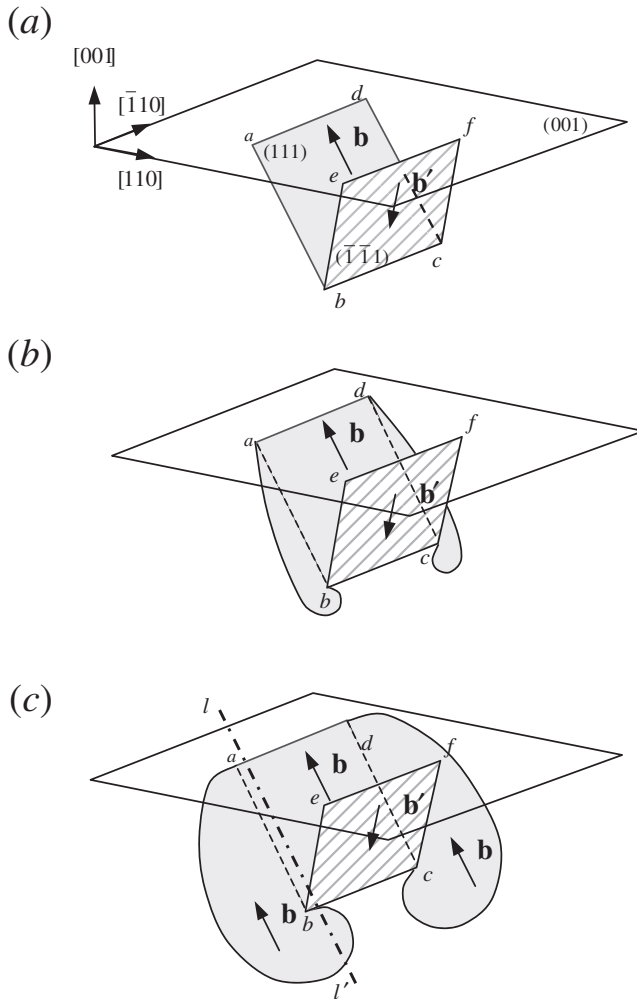 (a)
[001]
[1̅10]
[110]
d
a
(111)
b
f
(001)
e
b′
(1̅ 1̅1)
c
b
(b)
d
a
b
f
e
b′
c
b
(c)
l
a
d
f
b
e
b′
b
c
b
b
l′